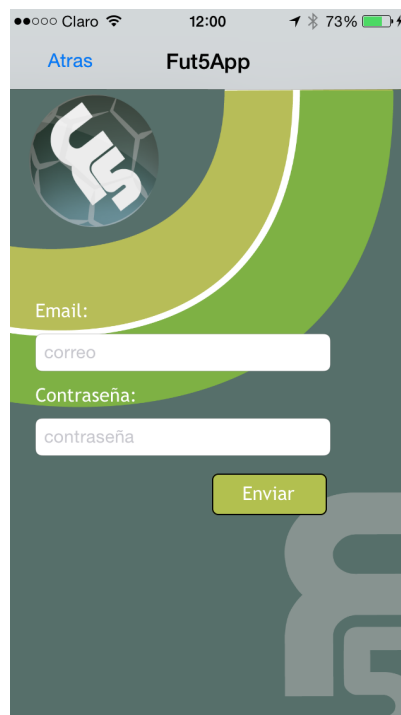 Claro 12:00 73%
Atras Fut5App
Email:
correo
Contraseña:
contraseña
Enviar